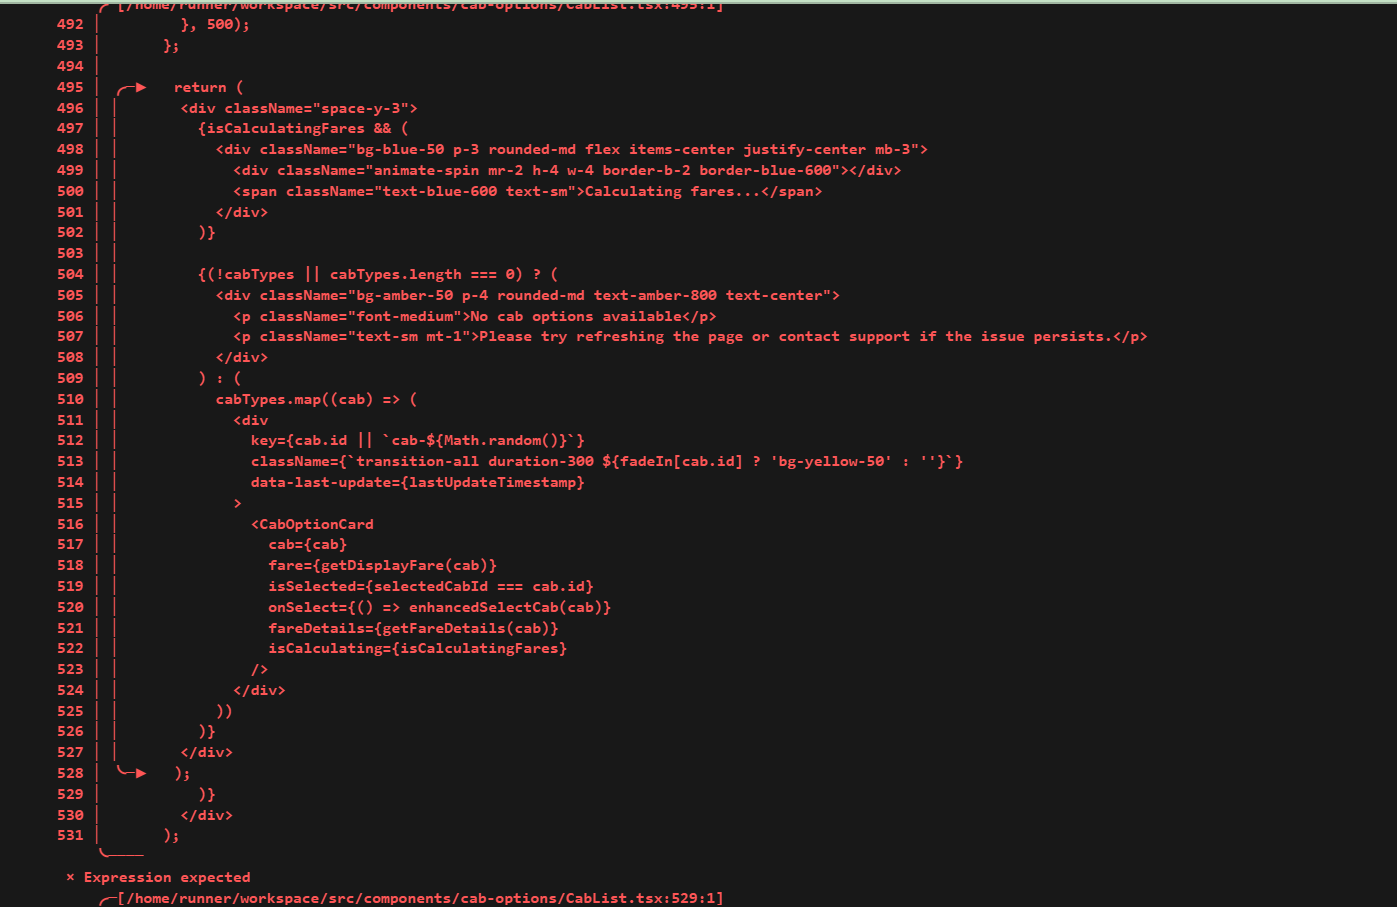 [/home/runner/workspace/src/components/cab-options/CabList.tsx:495:1]
492 │ }, 500);
493 │ };
494 │
495 │ ╭─▶ return (
496 │ │ <div className="space-y-3">
497 │ │ {isCalculatingFares && (
498 │ │ <div className="bg-blue-50 p-3 rounded-md flex items-center justify-center mb-3">
499 │ │ <div className="animate-spin mr-2 h-4 w-4 border-b-2 border-blue-600"></div>
500 │ │ <span className="text-blue-600 text-sm">Calculating fares...</span>
501 │ │ </div>
502 │ │ )}
503 │ │
504 │ │ {(!cabTypes || cabTypes.length === 0) ? (
505 │ │ <div className="bg-amber-50 p-4 rounded-md text-amber-800 text-center">
506 │ │ <p className="font-medium">No cab options available</p>
507 │ │ <p className="text-sm mt-1">Please try refreshing the page or contact support if the issue persists.</p>
508 │ │ </div>
509 │ │ ) : (
510 │ │ cabTypes.map((cab) => (
511 │ │ <div
512 │ │ key={cab.id || `cab-${Math.random()}`}
513 │ │ className={`transition-all duration-300 ${fadeIn[cab.id] ? 'bg-yellow-50' : ''}`}
514 │ │ data-last-update={lastUpdateTimestamp}
515 │ │ >
516 │ │ <CabOptionCard
517 │ │ cab={cab}
518 │ │ fare={getDisplayFare(cab)}
519 │ │ isSelected={selectedCabId === cab.id}
520 │ │ onSelect={() => enhancedSelectCab(cab)}
521 │ │ fareDetails={getFareDetails(cab)}
522 │ │ isCalculating={isCalculatingFares}
523 │ │ />
524 │ │ </div>
525 │ │ ))
526 │ │ )}
527 │ │ </div>
528 │ ╰─▶ );
529 │ )}
530 │ </div>
531 │ );
╰────
× Expression expected
╭─[/home/runner/workspace/src/components/cab-options/CabList.tsx:529:1]